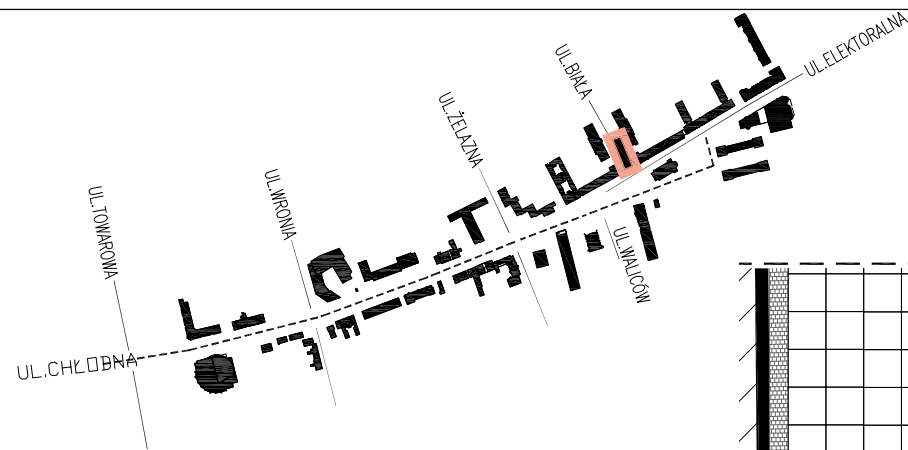 UL.ELEKTORALNA
UL.BIAŁA
UL.ŻELAZNA
UL.WRONIA
UL.TOWAROWA
UL.WALICÓW
UL.CHŁODNA